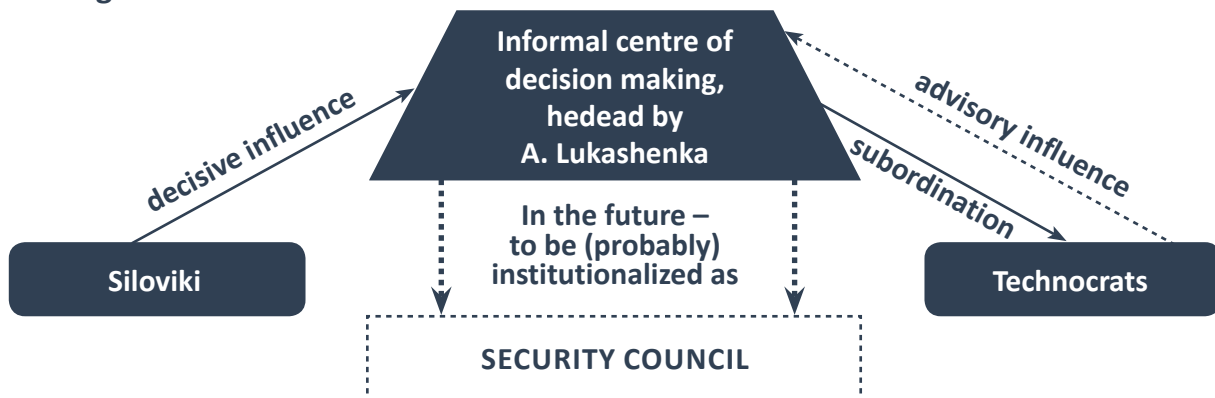 Informal centre of
decision making,
hedead by
A. Lukashenka
decisive influence
advisory influence
subordination
In the future –
to be (probably)
institutionalized as
Siloviki
Technocrats
SECURITY COUNCIL